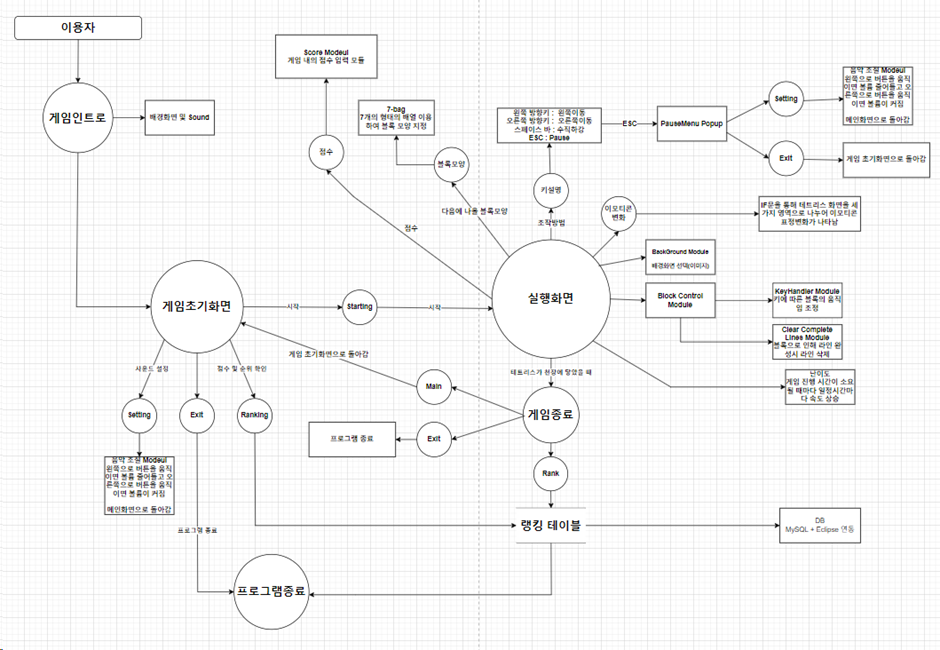 이용자
게임인트로
배경화면 및 Sound
Score Modeul
게임 내의 점수 입력 모듈
7-bag
7개의 형태의 배열 이용
하여 블록 모양 지정
점수
블록모양
다음에 나올 블록모양
점수
왼쪽 방향키 : 왼쪽이동
오른쪽 방향키 : 오른쪽이동
스페이스 바 : 수직하강
ESC : Pause
ESC
PauseMenu Popup
Setting
음악 조절 Modeul
왼쪽으로 버튼을 움직
이면 볼륨 줄어들고 오
른쪽으로 버튼을 움직
이면 볼륨이 커짐
메인화면으로 돌아감
Exit
게임 초기화면으로 돌아감
키설명
조작방법
이모티콘
변화
IF문을 통해 테트리스 화면을 세
가지 영역으로 나누어 이모티콘
표정변화가 나타남
실행화면
BackGround Module
배경화면 선택(이미지)
Block Control
Module
KeyHandler Module
키에 따른 블록의 움직
임 조정
Clear Complete
Lines Module
블록으로 인해 라인 완
성시 라인 삭제
난이도
게임 진행 시간이 소요
될 때마다 일정시간마
다 속도 상승
게임초기화면
시작
Starting
시작
게임 초기화면으로 돌아감
사운드 설정
점수 및 순위 확인
Setting
Exit
Ranking
음악 조절 Modeul
왼쪽으로 버튼을 움직
이면 볼륨 줄어들고 오
른쪽으로 버튼을 움직
이면 볼륨이 커짐
메인화면으로 돌아감
프로그램 종료
테트리스가 천장에 닿았을 때
Main
게임종료
Exit
프로그램 종료
Rank
랭킹 테이블
DB
MySQL + Eclipse 연동
프로그램종료